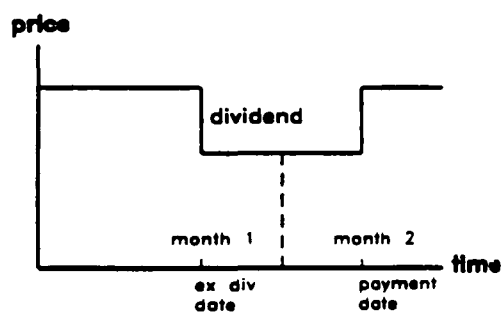 price
dividend
month 1
month 2
time
ex div
date
payment
date